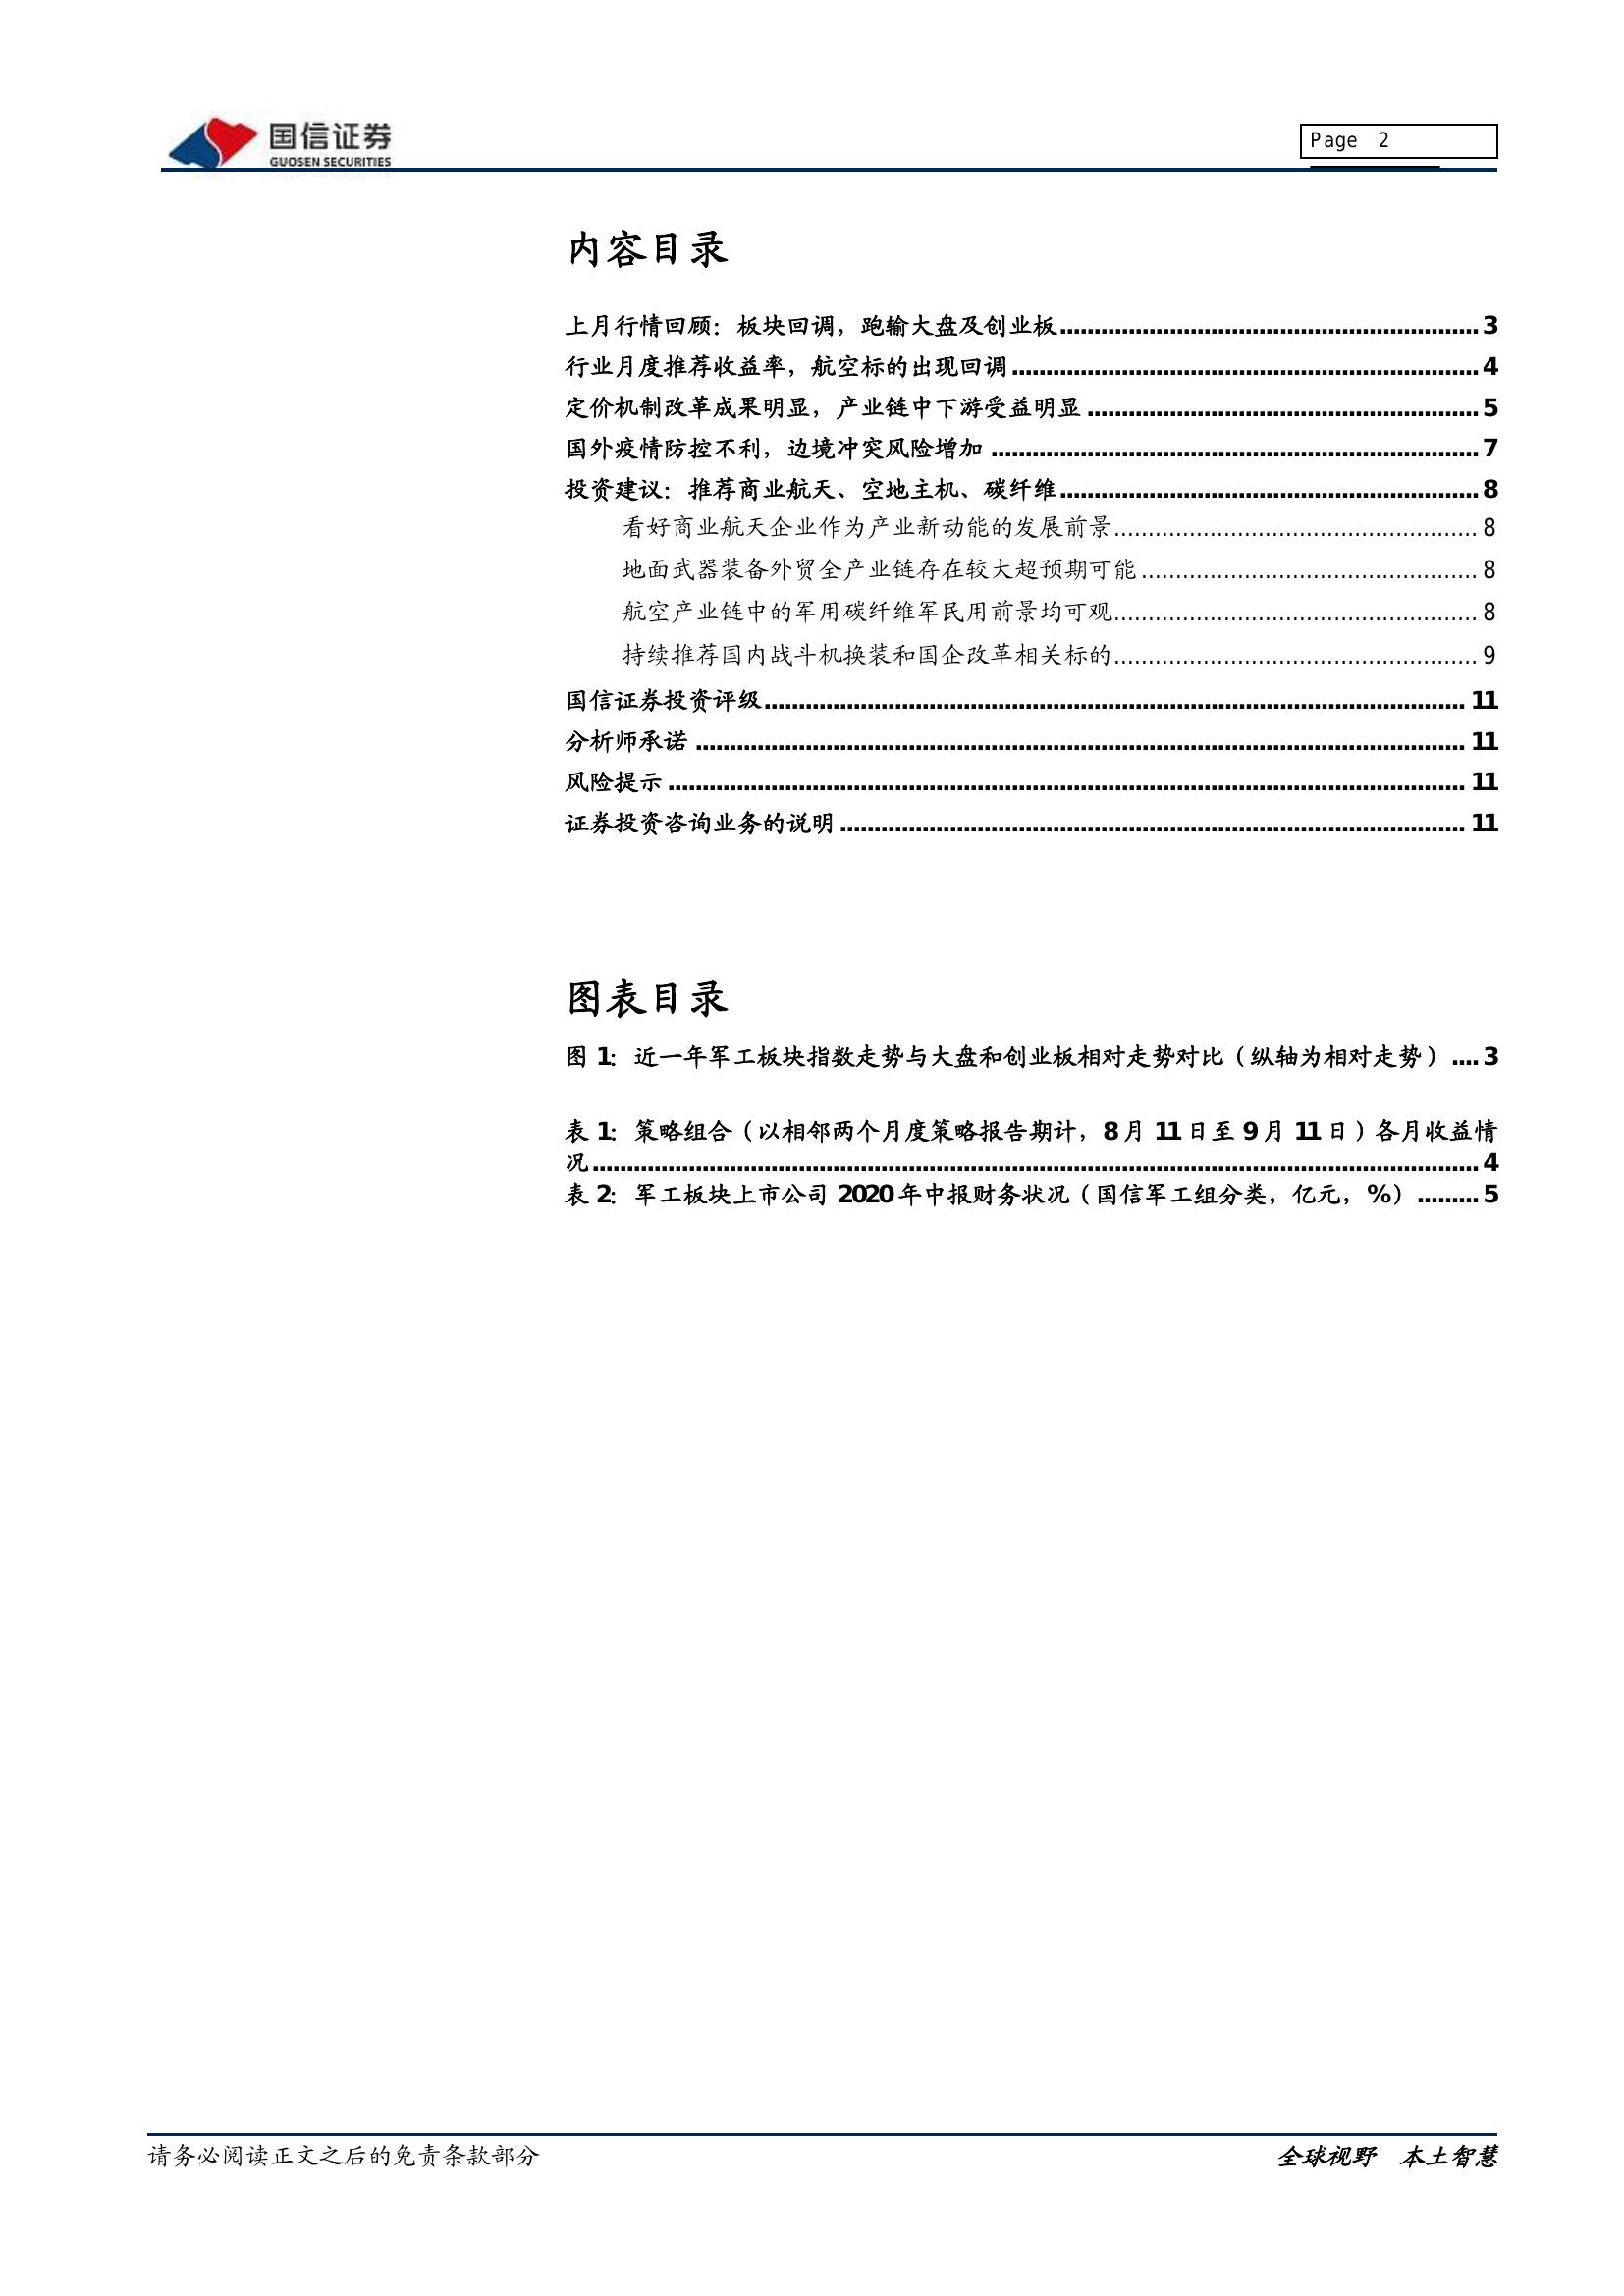 国信证券
GUOSEN SECURITIES
Page 2
内容目录
上月行情回顾：板块回调，跑输大盘及创业板............................................................. 3
行业月度推荐收益率，航空标的出现回调.................................................................... 4
定价机制改革成果明显，产业链中下游受益明显......................................................... 5
国外疫情防控不利，边境冲突风险增加....................................................................... 7
投资建议：推荐商业航天、空地主机、碳纤维............................................................. 8
看好商业航天企业作为产业新动能的发展前景..................................................... 8
地面武器装备外贸全产业链存在较大超预期可能................................................. 8
航空产业链中的军用碳纤维军民用前景均可观..................................................... 8
持续推荐国内战斗机换装和国企改革相关标的..................................................... 9
国信证券投资评级...................................................................................................... 11
分析师承诺................................................................................................................ 11
风险提示.................................................................................................................... 11
证券投资咨询业务的说明........................................................................................... 11
图表目录
图 1：近一年军工板块指数走势与大盘和创业板相对走势对比（纵轴为相对走势）.... 3
表 1：策略组合（以相邻两个月度策略报告期计，8 月 11 日至 9 月 11 日）各月收益情
况................................................................................................................................. 4
表 2：军工板块上市公司 2020 年中报财务状况（国信军工组分类，亿元，%）......... 5
请务必阅读正文之后的免责条款部分
全球视野 本土智慧